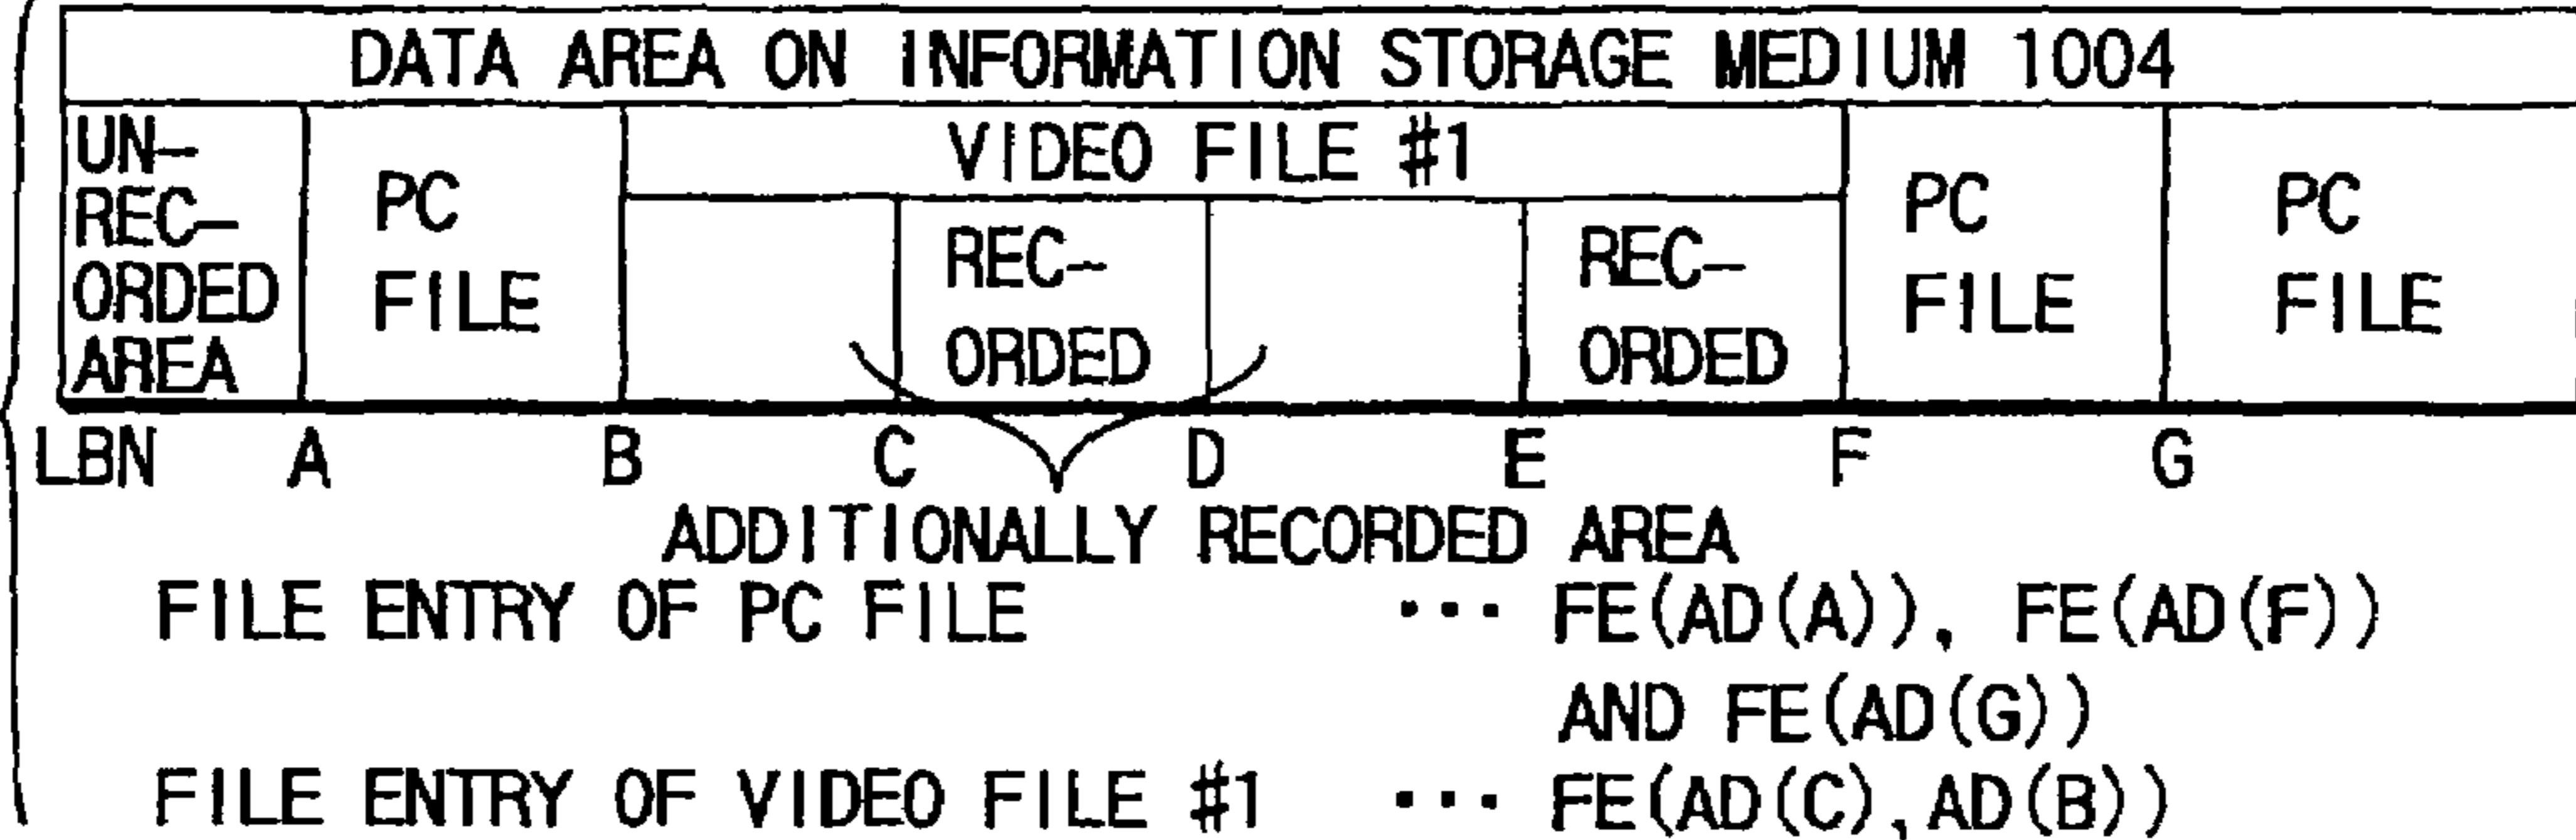 DATA AREA ON INFORMATION STORAGE MEDIUM 1004
UN-
REC-
ORDED
AREA
PC
FILE
VIDEO FILE #1
REC-
ORDED
REC-
ORDED
PC
FILE
PC
FILE
LBN A B C D E F G
ADDITIONALLY RECORDED AREA
FILE ENTRY OF PC FILE ··· FE(AD(A)), FE(AD(F))
AND FE(AD(G))
FILE ENTRY OF VIDEO FILE #1 ··· FE(AD(C), AD(B))